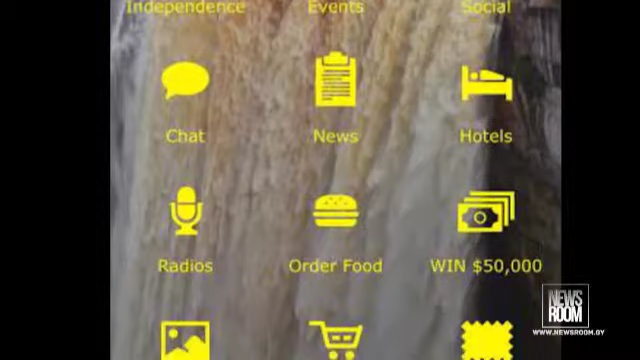 Independence Events Social
Chat News Hotels
Radios Order Food WIN $50,000
NEWS
ROOM
WWW.NEWSROOM.GY